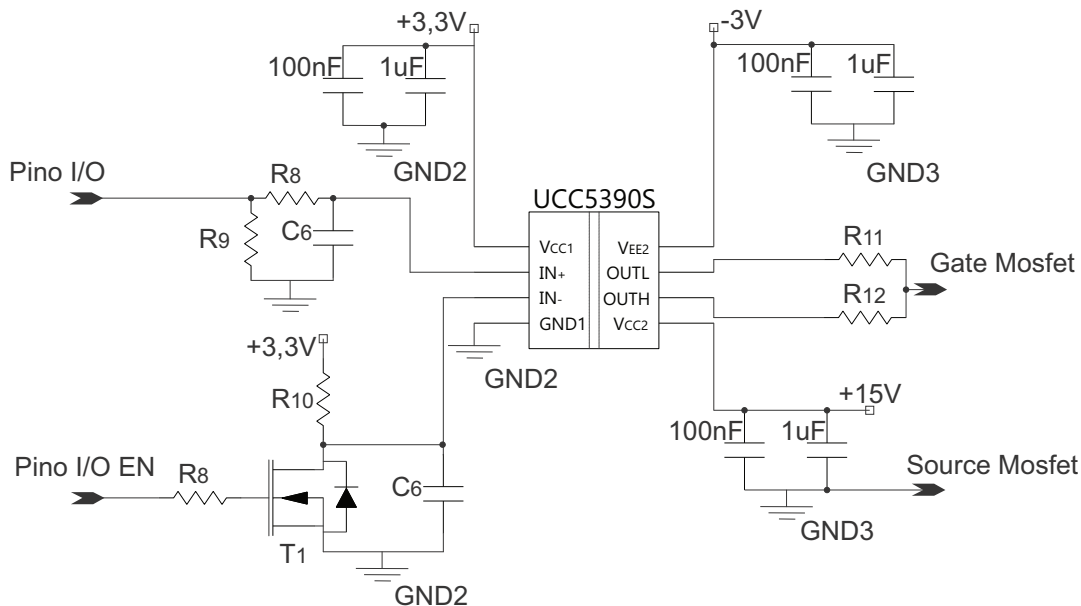 +3,3V
100nF
1uF
GND2
-3V
100nF
1uF
GND3
Pino I/O
R8
R9
C6
UCC5390S
VCC1
IN+
IN-
GND1
VEE2
OUTL
OUTH
VCC2
R11
R12
Gate Mosfet
GND2
+3,3V
R10
Pino I/O EN
R8
T1
C6
GND2
+15V
100nF
1uF
Source Mosfet
GND3